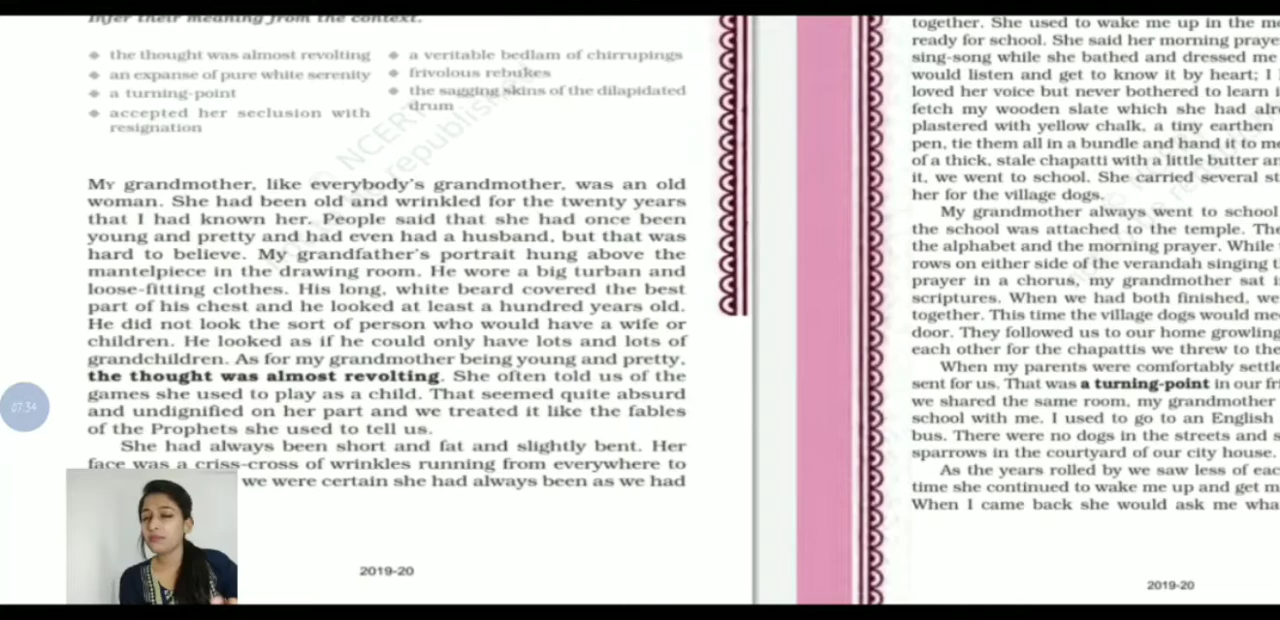 Infer their meaning from the context.
❖ the thought was almost revolting
❖ an expanse of pure white serenity
❖ a turning-point
❖ accepted her seclusion with
resignation
❖ a veritable bedlam of chirrupings
❖ frivolous rebukes
❖ the sagging skins of the dilapidated
drum
My grandmother, like everybody's grandmother, was an old
woman. She had been old and wrinkled for the twenty years
that I had known her. People said that she had once been
young and pretty and had even had a husband, but that was
hard to believe. My grandfather's portrait hung above the
mantelpiece in the drawing room. He wore a big turban and
loose-fitting clothes. His long, white beard covered the best
part of his chest and he looked at least a hundred years old.
He did not look the sort of person who would have a wife or
children. He looked as if he could only have lots and lots of
grandchildren. As for my grandmother being young and pretty,
the thought was almost revolting. She often told us of the
games she used to play as a child. That seemed quite absurd
and undignified on her part and we treated it like the fables
of the Prophets she used to tell us.
She had always been short and fat and slightly bent. Her
face was a criss-cross of wrinkles running from everywhere to
we were certain she had always been as we had
2019-20
07:34
together. She used to wake me up in the
ready for school. She said her morning
sing-song while she bathed and dressed me
would listen and get to know it by heart; I
loved her voice but never bothered to learn
fetch my wooden slate which she had
plastered with yellow chalk, a tiny earthen
pen, tie them all in a bundle and hand it to
of a thick, stale chapatti with a little butter
it, we went to school. She carried several
her for the village dogs.
My grandmother always went to school
the school was attached to the temple.
the alphabet and the morning prayer. While
rows on either side of the verandah singing
prayer in a chorus, my grandmother sat
scriptures. When we had both finished, we
together. This time the village dogs would
door. They followed us to our home growling
each other for the chapattis we threw to
When my parents were comfortably
sent for us. That was a turning-point in our
we shared the same room, my grandmother
school with me. I used to go to an English
bus. There were no dogs in the streets and
sparrows in the courtyard of our city house.
As the years rolled by we saw less of
time she continued to wake me up and get
When I came back she would ask me
2019-20